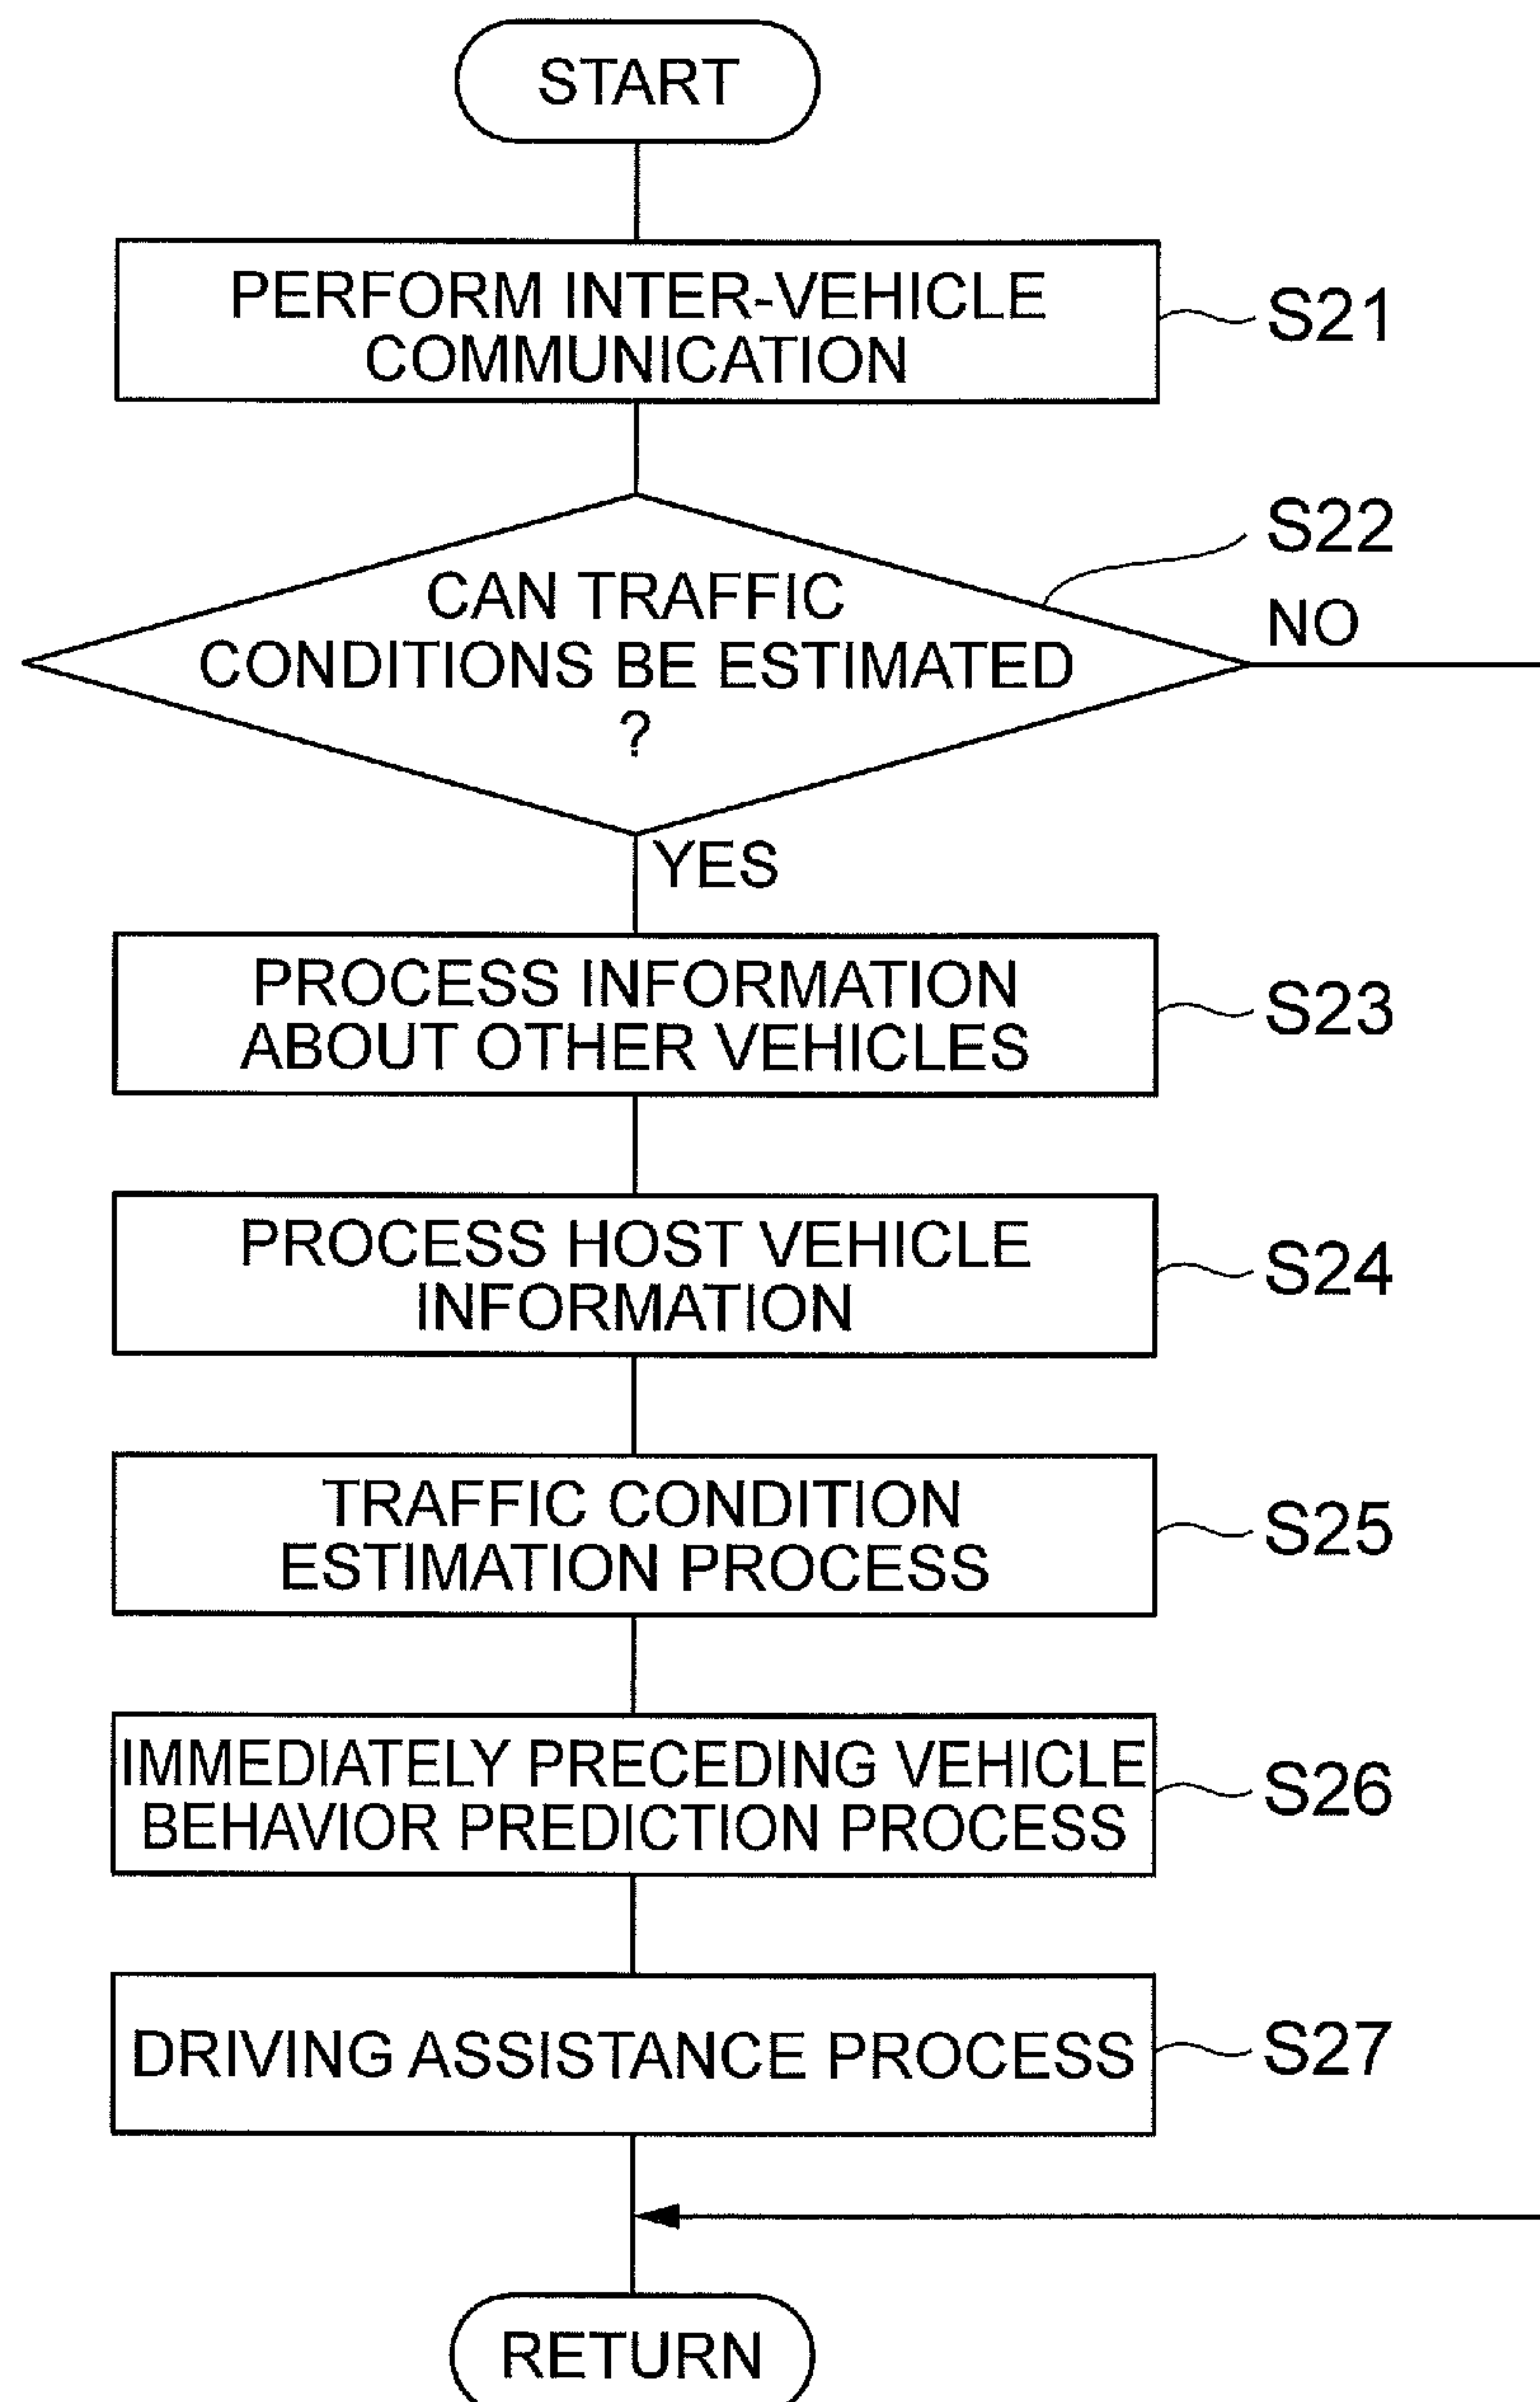 START
PERFORM INTER-VEHICLE
COMMUNICATION
S21
S22
CAN TRAFFIC
CONDITIONS BE ESTIMATED
?
NO
YES
PROCESS INFORMATION
ABOUT OTHER VEHICLES
S23
PROCESS HOST VEHICLE
INFORMATION
S24
TRAFFIC CONDITION
ESTIMATION PROCESS
S25
IMMEDIATELY PRECEDING VEHICLE
BEHAVIOR PREDICTION PROCESS
S26
DRIVING ASSISTANCE PROCESS
S27
RETURN